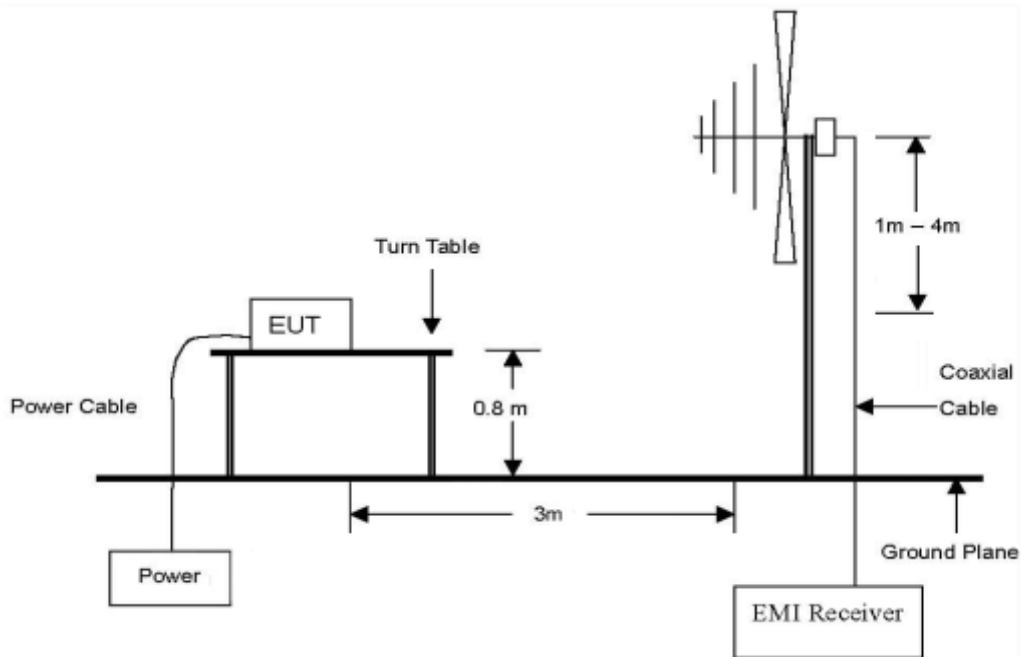 1m – 4m
Turn Table
EUT
Power Cable
0.8 m
Coaxial
Cable
3m
Ground Plane
Power
EMI Receiver